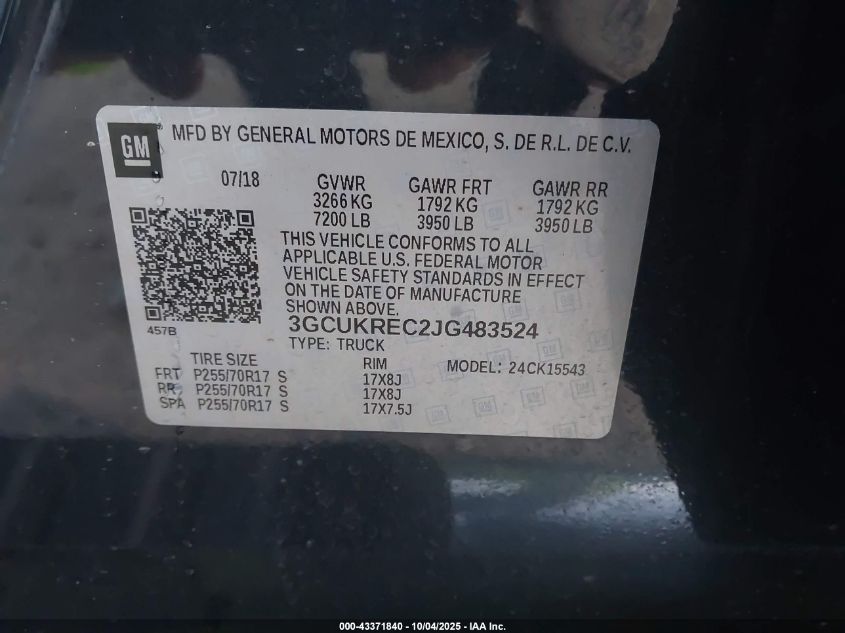 GM
MFD BY GENERAL MOTORS DE MEXICO, S. DE R.L. DE C.V.
07/18 GVWR GAWR FRT GAWR RR
3266 KG 1792 KG 1792 KG
7200 LB 3950 LB 3950 LB
THIS VEHICLE CONFORMS TO ALL
APPLICABLE U.S. FEDERAL MOTOR
VEHICLE SAFETY STANDARDS IN EFFECT
ON THE DATE OF MANUFACTURE
SHOWN ABOVE.
457B
3GCUKREC2JG483524
TYPE: TRUCK
TIRE SIZE RIM MODEL: 24CK15543
FRT P255/70R17 S 17X8J
RR P255/70R17 S 17X8J
SPA P255/70R17 S 17X7.5J
000-43371840 - 10/04/2025 - IAA Inc.